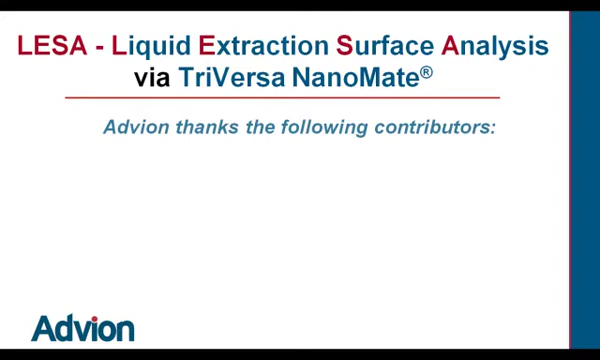 LESA - Liquid Extraction Surface Analysis
via TriVersa NanoMate®
Advion thanks the following contributors:
Advion